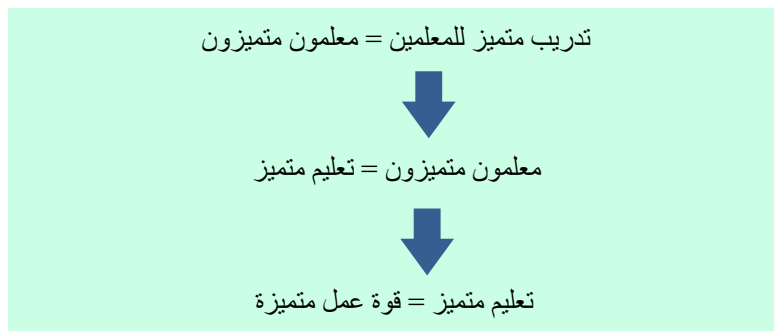 تدريب متميز للمعلمين = معلمون متميزون
معلمون متميزون = تعليم متميز
تعليم متميز = قوة عمل متميزة